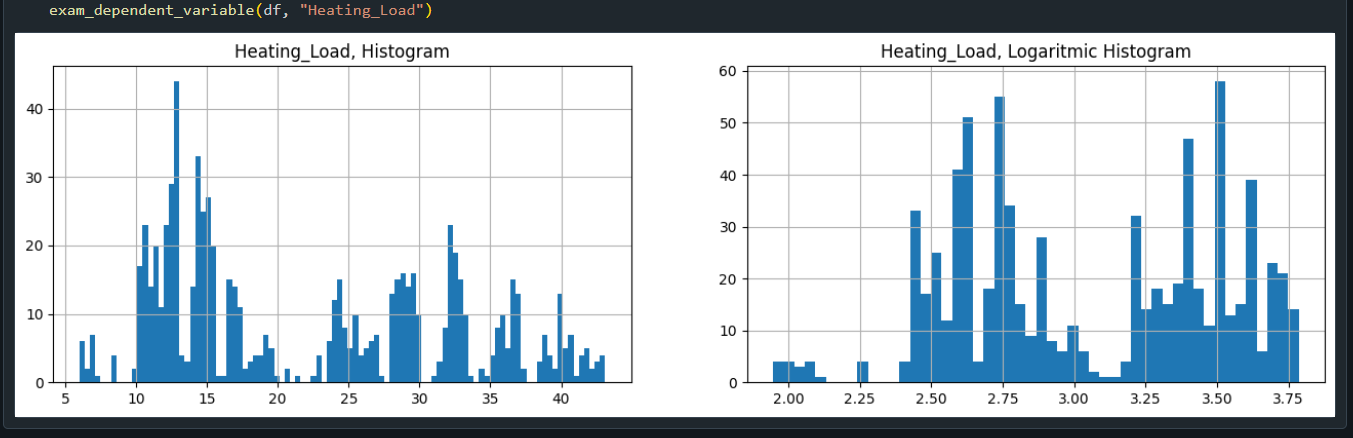 exam_dependent_variable(df, "Heating_Load")
Heating_Load, Histogram
40
30
20
10
0
5 10 15 20 25 30 35 40
Heating_Load, Logaritmic Histogram
60
50
40
30
20
10
0
2.00 2.25 2.50 2.75 3.00 3.25 3.50 3.75